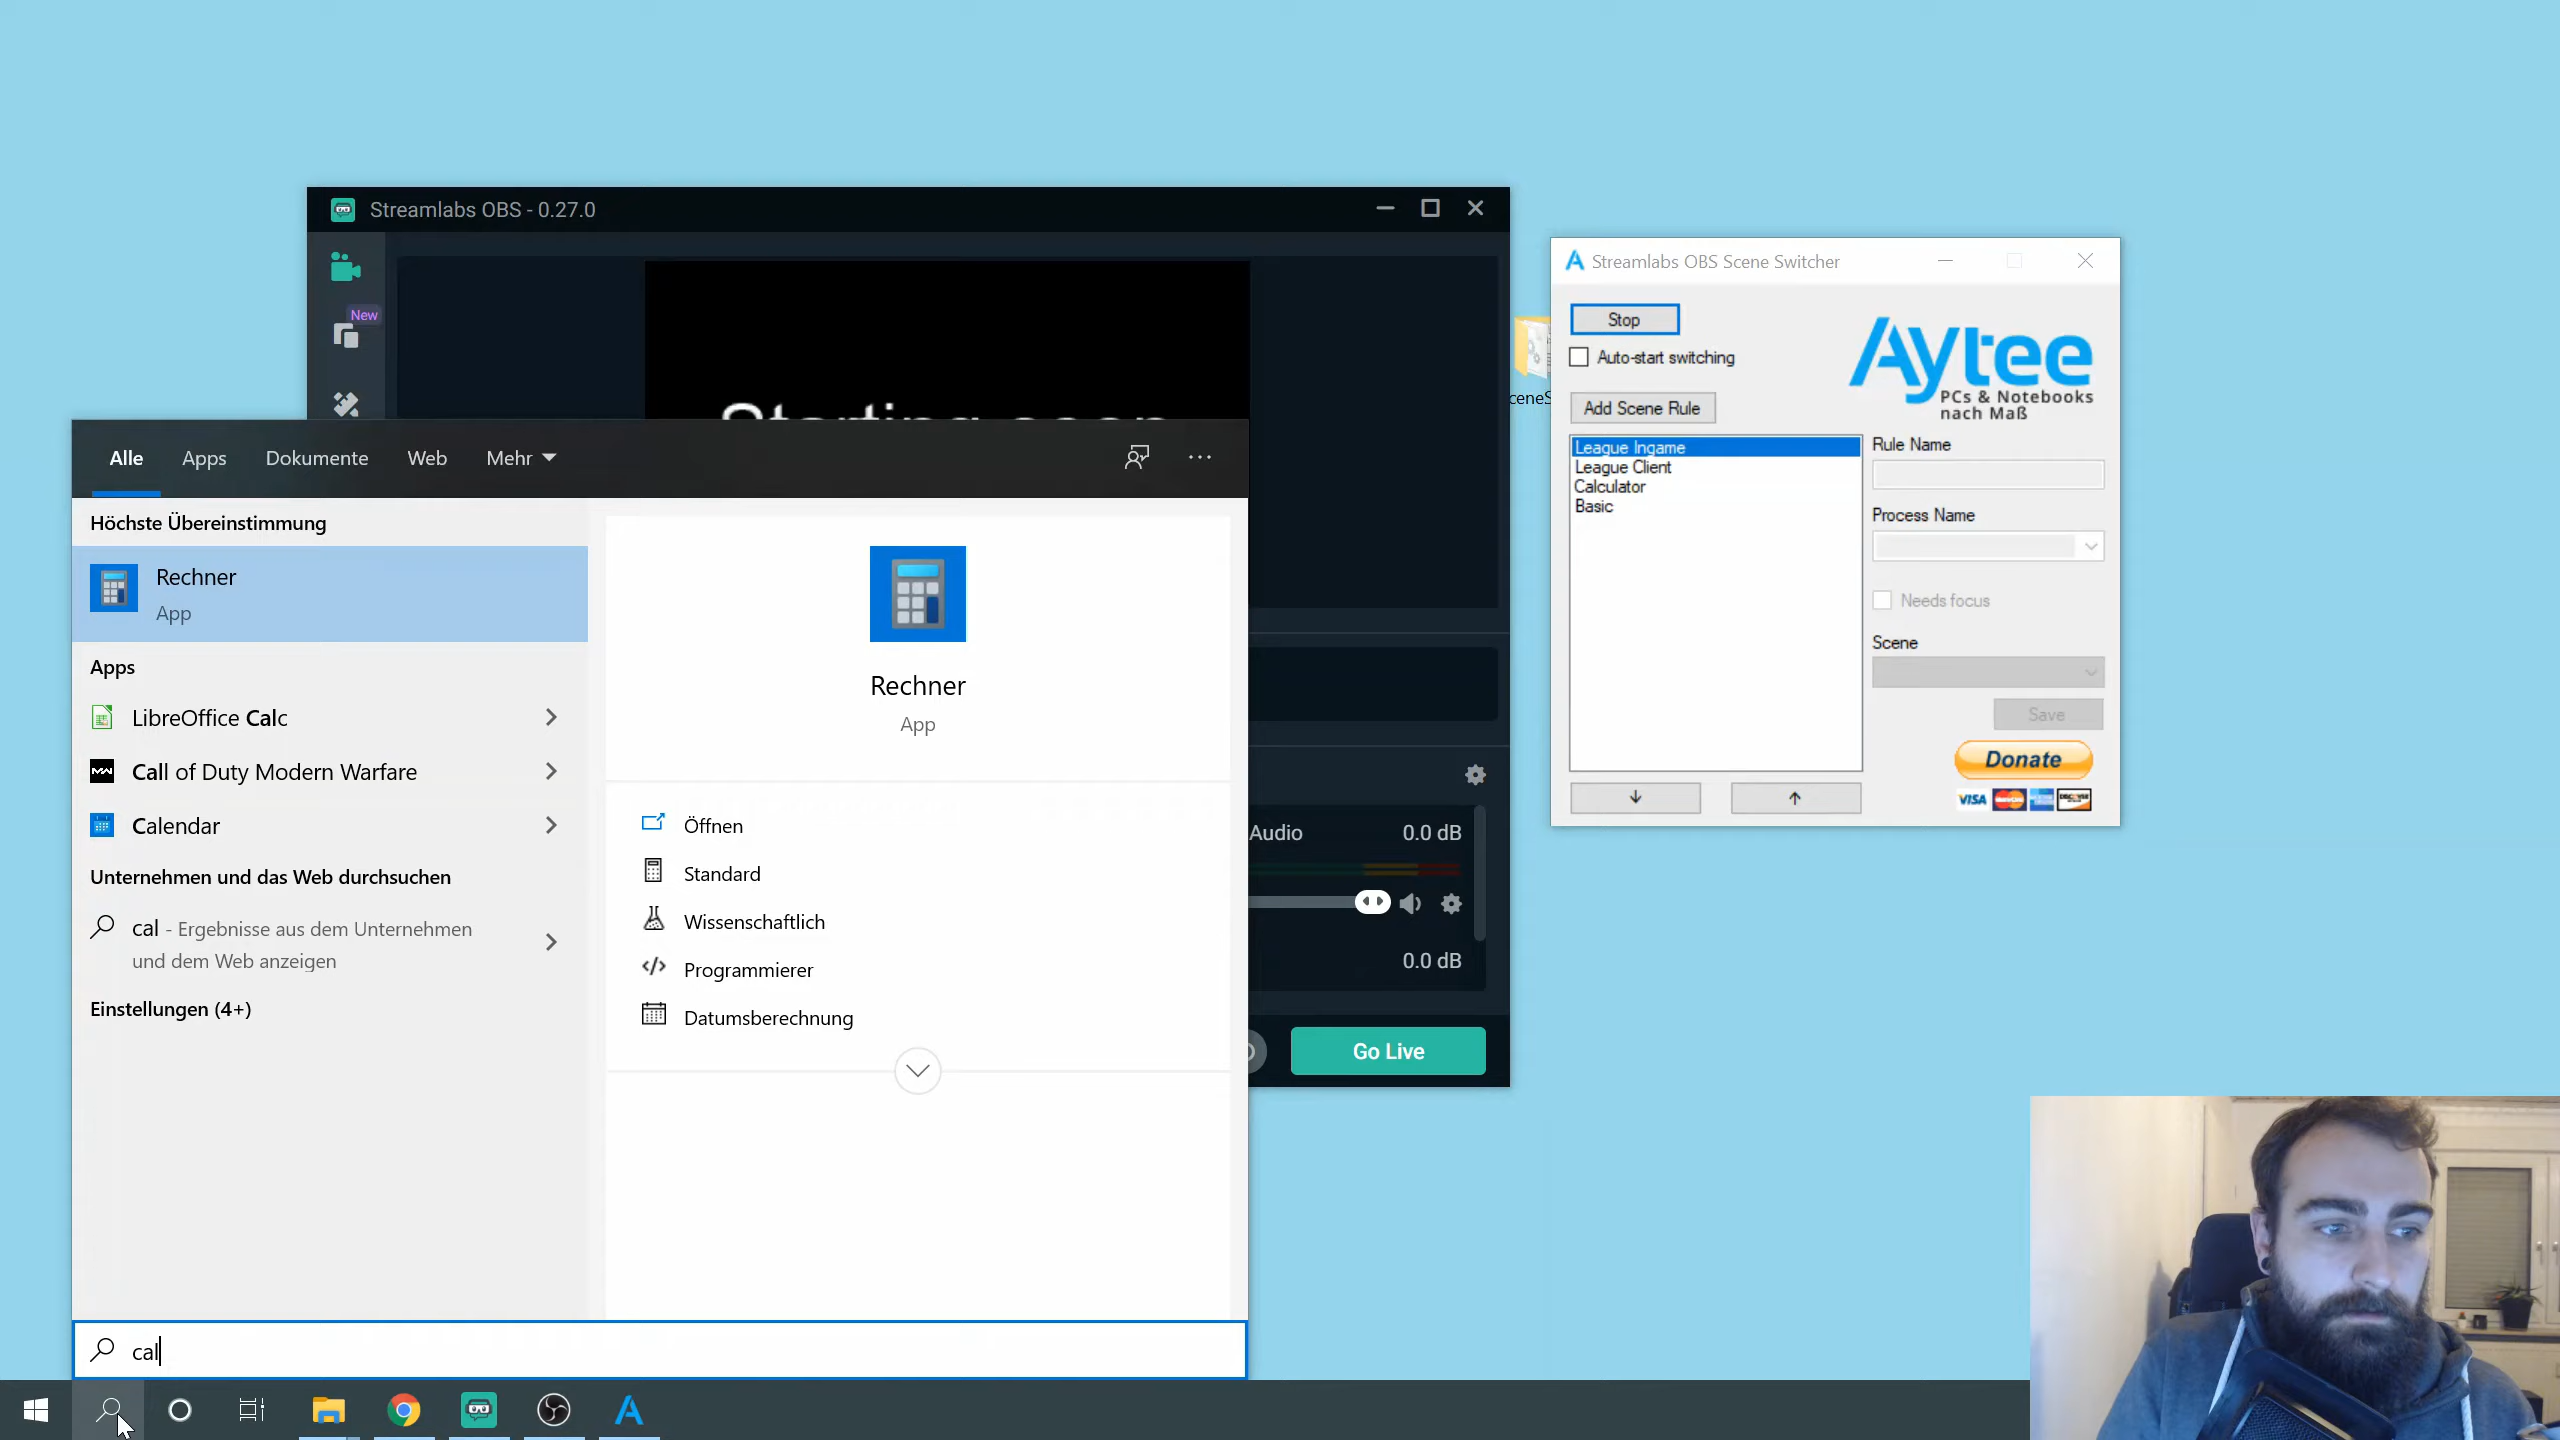 Streamlabs OBS - 0.27.0
New
Alle
Apps
Dokumente
Web
Mehr
Höchste Übereinstimmung
Rechner
App
Apps
LibreOffice Calc
Call of Duty Modern Warfare
Calendar
Unternehmen und das Web durchsuchen
cal - Ergebnisse aus dem Unternehmen
und dem Web anzeigen
Einstellungen (4+)
Rechner
App
Öffnen
Standard
Wissenschaftlich
Programmierer
Datumsberechnung
cal
Audio
0.0 dB
0.0 dB
Go Live
Streamlabs OBS Scene Switcher
Stop
Auto-start switching
Add Scene Rule
Aytee
PCs & Notebooks
nach Maß
League Ingame
League Client
Calculator
Basic
Rule Name
Process Name
Needs focus
Scene
Save
Donate
VISA
DISCOVER